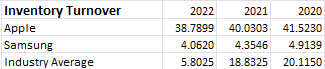 Inventory Turnover 2022 2021 2020
Apple 38.7899 40.0303 41.5230
Samsung 4.0620 4.3546 4.9139
Industry Average 5.8025 18.8325 20.1150